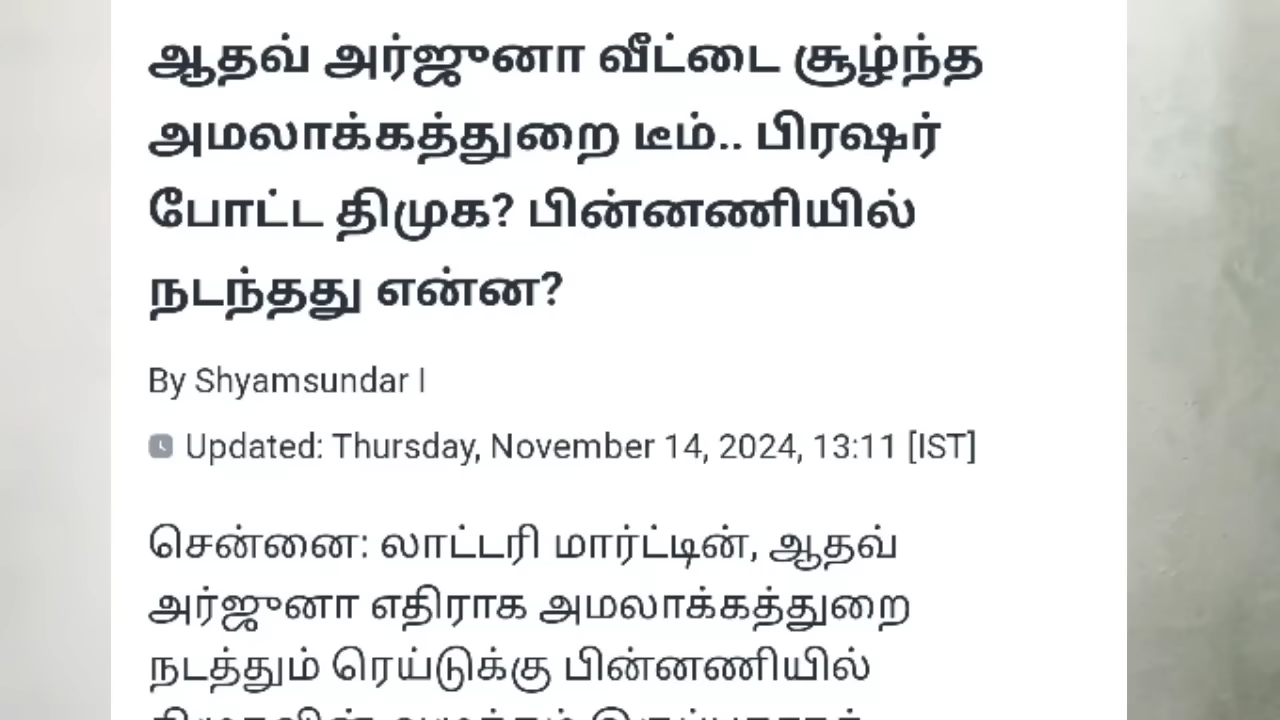 ஆதவ் அர்ஜுனா வீட்டை சூழ்ந்த
அமலாக்கத்துறை டீம்.. பிரஷர்
போட்ட திமுக? பின்னணியில்
நடந்தது என்ன?
By Shyamsundar I
Updated: Thursday, November 14, 2024, 13:11 [IST]
சென்னை: லாட்டரி மார்ட்டின், ஆதவ்
அர்ஜுனா எதிராக அமலாக்கத்துறை
நடத்தும் ரெய்டுக்கு பின்னணியில்